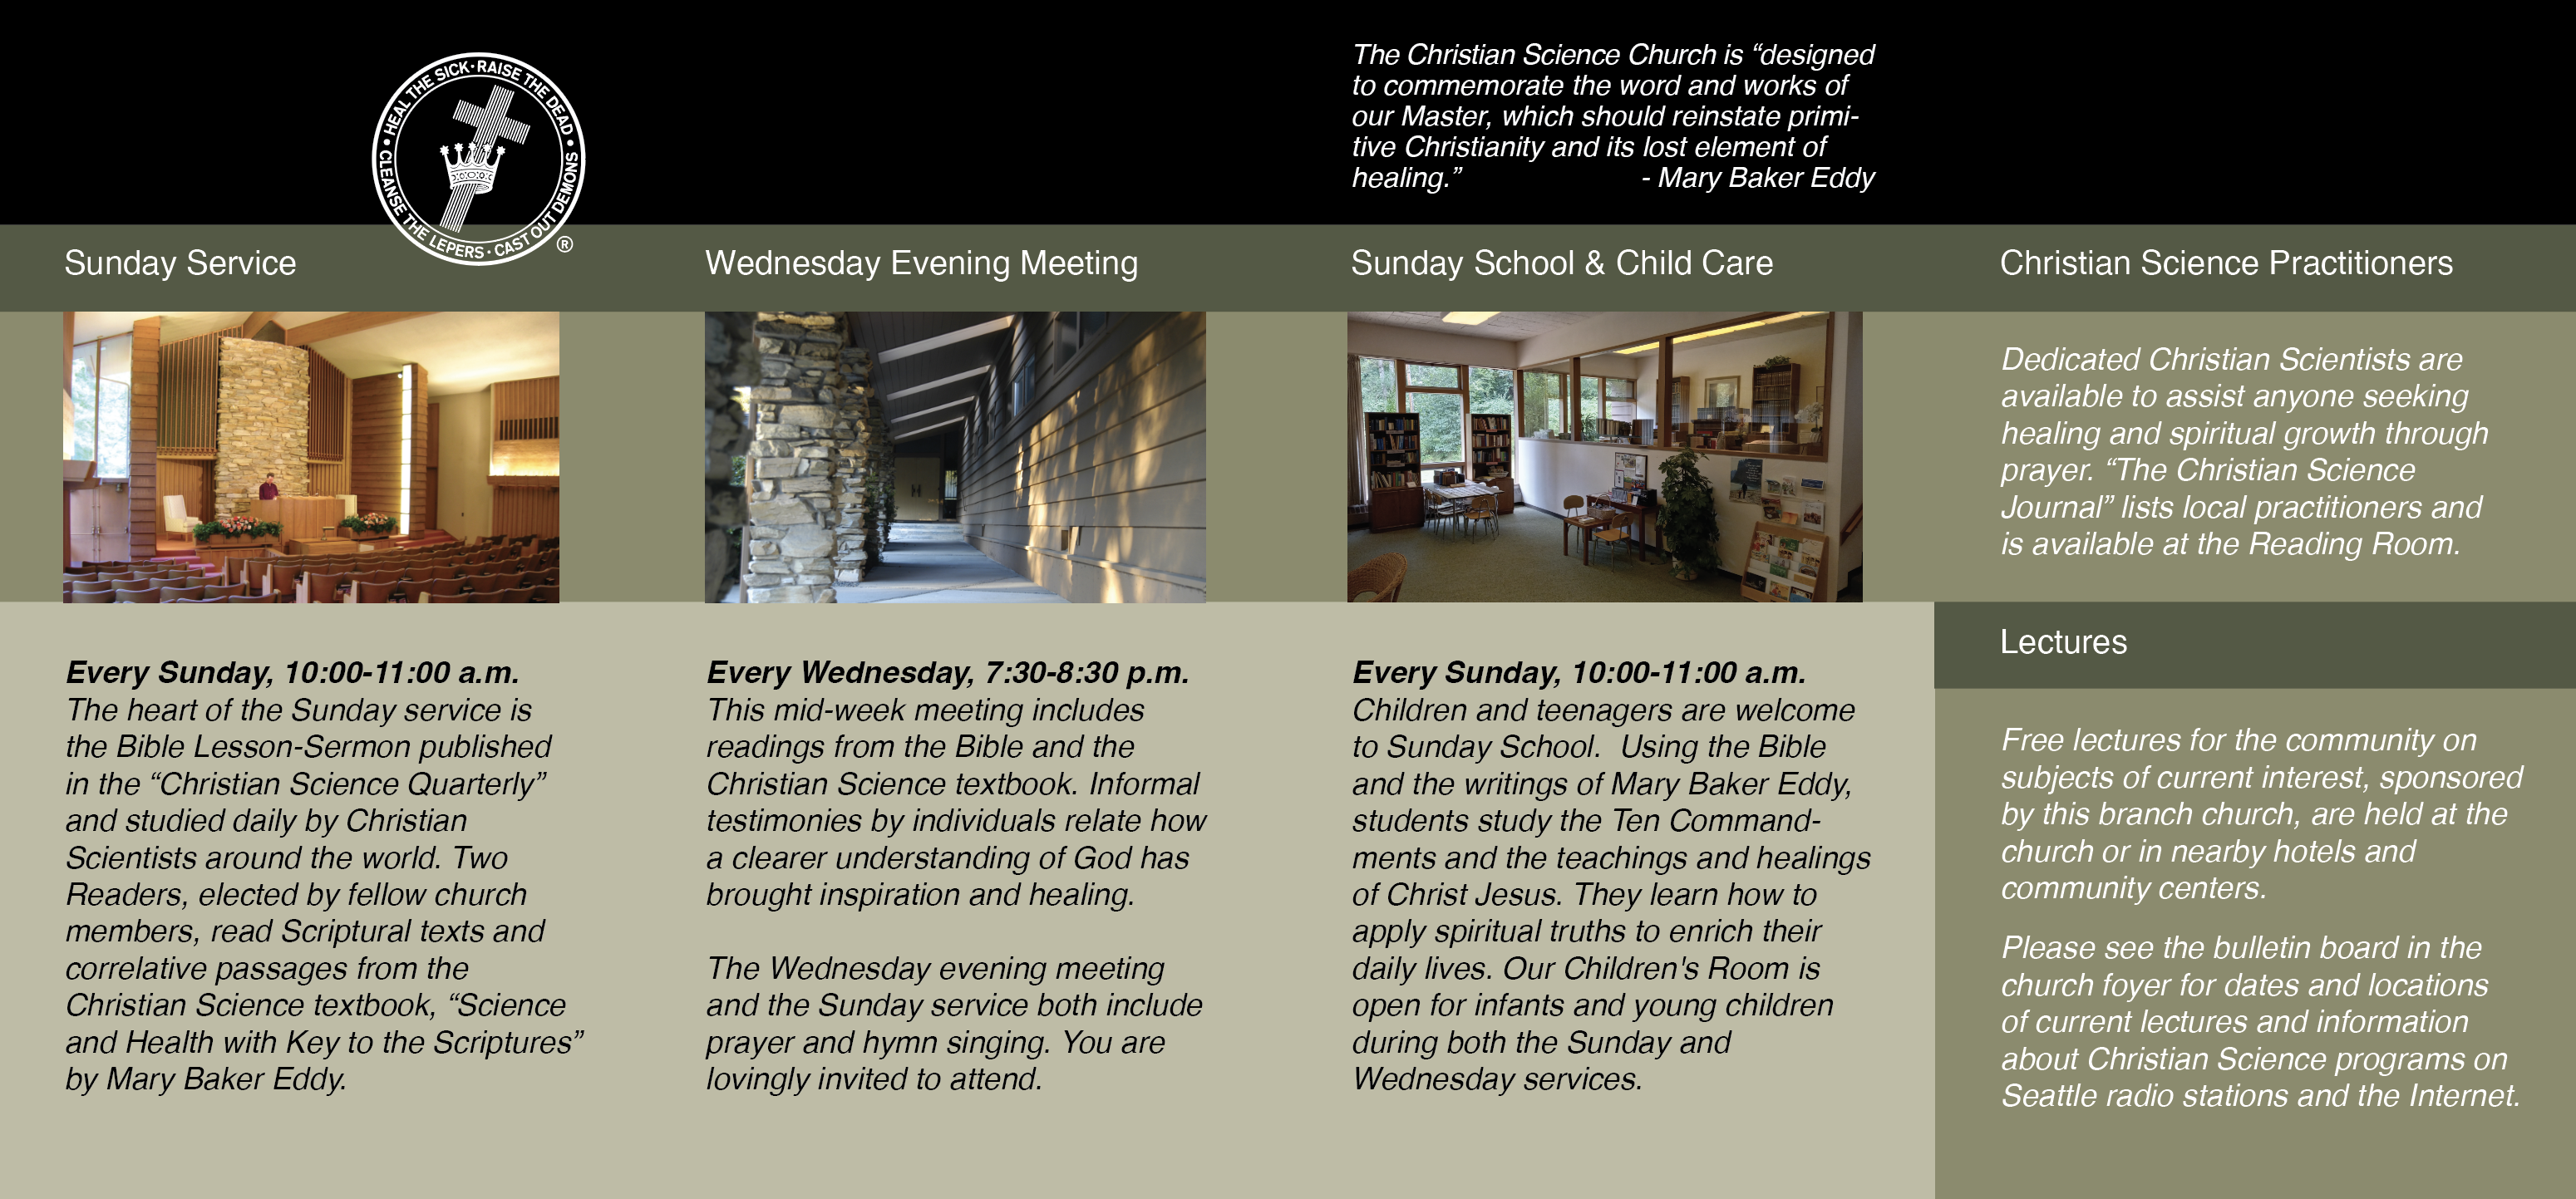 HEAL THE SICK · RAISE THE DEAD · CAST OUT DEMONS · CLEANSE THE LEPERS ·
®
The Christian Science Church is “designed
to commemorate the word and works of
our Master, which should reinstate primi-
tive Christianity and its lost element of
healing.” - Mary Baker Eddy
Sunday Service
Every Sunday, 10:00-11:00 a.m.
The heart of the Sunday service is
the Bible Lesson-Sermon published
in the “Christian Science Quarterly”
and studied daily by Christian
Scientists around the world. Two
Readers, elected by fellow church
members, read Scriptural texts and
correlative passages from the
Christian Science textbook, “Science
and Health with Key to the Scriptures”
by Mary Baker Eddy.
Wednesday Evening Meeting
Every Wednesday, 7:30-8:30 p.m.
This mid-week meeting includes
readings from the Bible and the
Christian Science textbook. Informal
testimonies by individuals relate how
a clearer understanding of God has
brought inspiration and healing.
The Wednesday evening meeting
and the Sunday service both include
prayer and hymn singing. You are
lovingly invited to attend.
Sunday School & Child Care
Every Sunday, 10:00-11:00 a.m.
Children and teenagers are welcome
to Sunday School.  Using the Bible
and the writings of Mary Baker Eddy,
students study the Ten Command-
ments and the teachings and healings
of Christ Jesus. They learn how to
apply spiritual truths to enrich their
daily lives. Our Children's Room is
open for infants and young children
during both the Sunday and
Wednesday services.
Christian Science Practitioners
Dedicated Christian Scientists are
available to assist anyone seeking
healing and spiritual growth through
prayer. “The Christian Science
Journal” lists local practitioners and
is available at the Reading Room.
Lectures
Free lectures for the community on
subjects of current interest, sponsored
by this branch church, are held at the
church or in nearby hotels and
community centers.
Please see the bulletin board in the
church foyer for dates and locations
of current lectures and information
about Christian Science programs on
Seattle radio stations and the Internet.